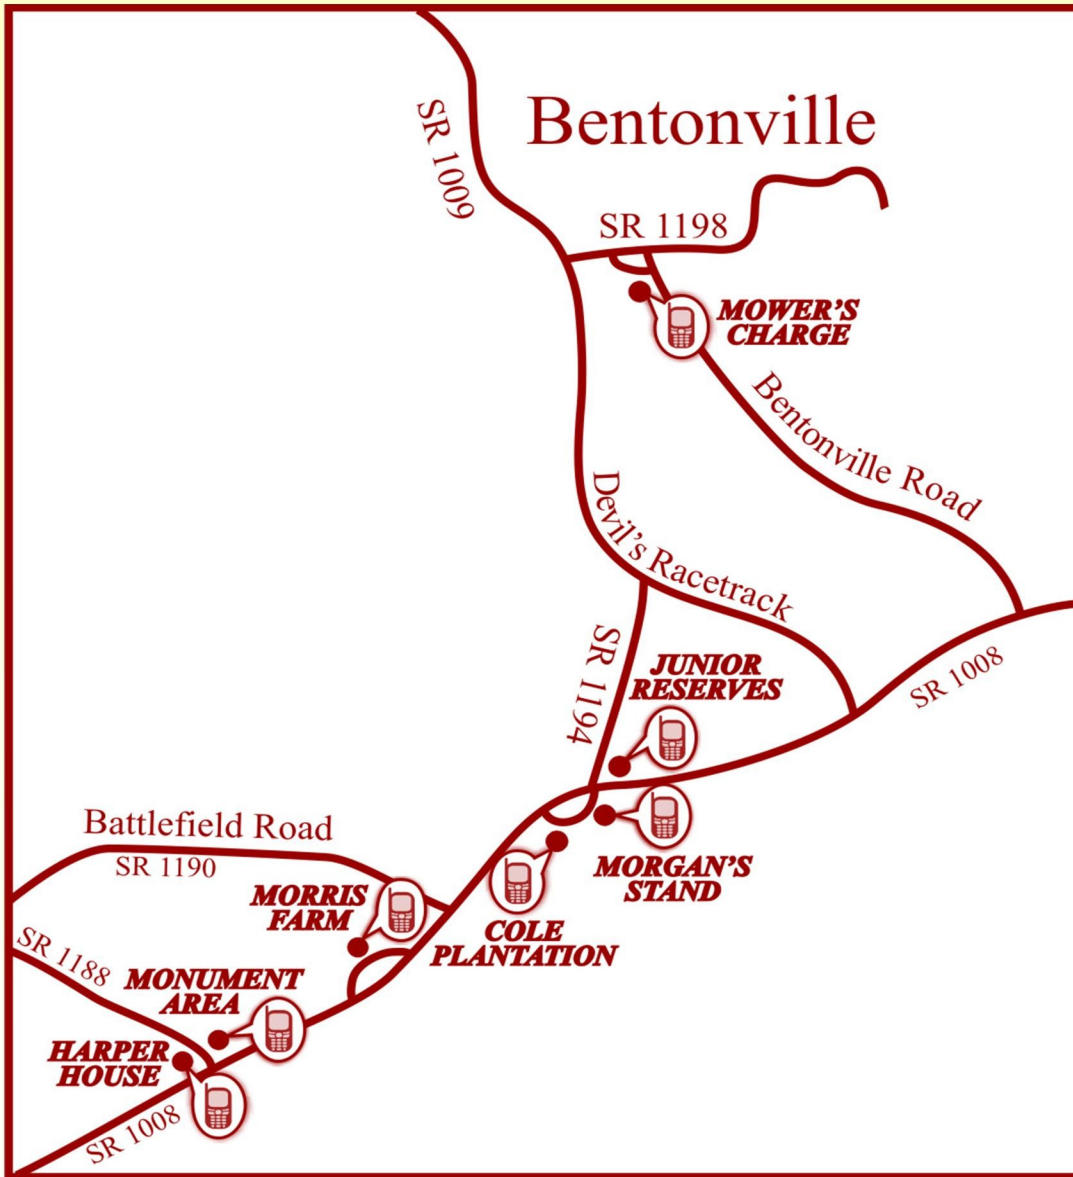 Bentonville
SR 1009
SR 1198
MOWER'S
CHARGE
Bentonville Road
Devil's Racetrack
SR 1194
JUNIOR
RESERVES
SR 1008
Battlefield Road
SR 1190
MORGAN'S
STAND
MORRIS
FARM
COLE
PLANTATION
SR 1188
MONUMENT
AREA
HARPER
HOUSE
SR 1008